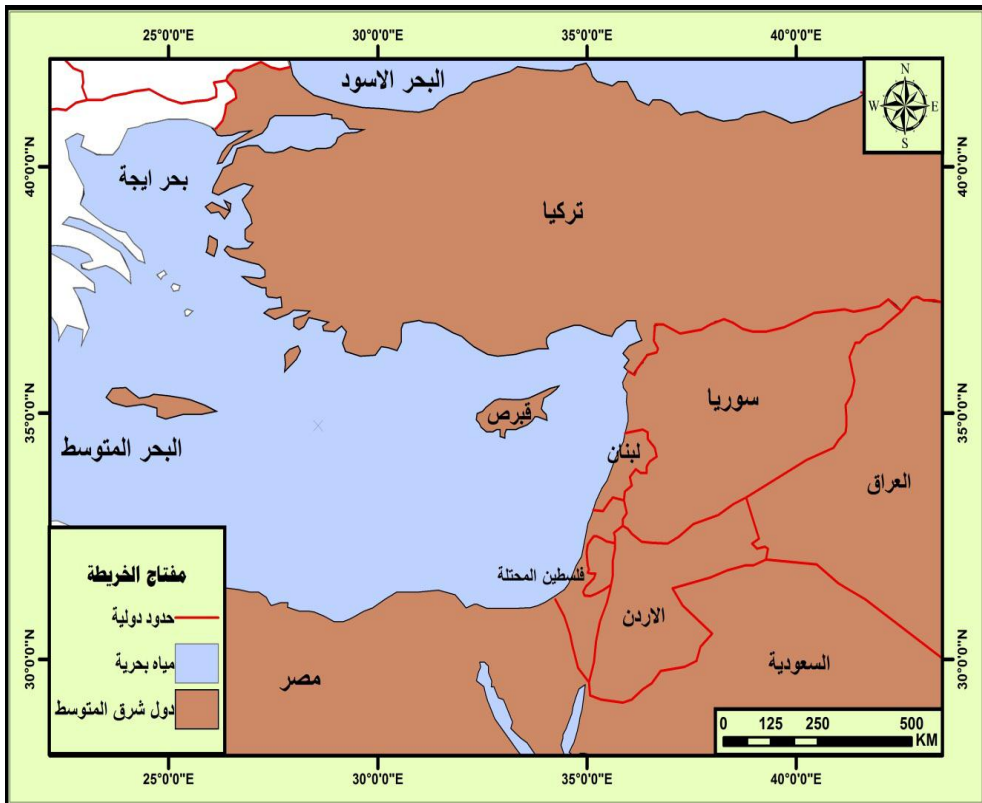 25°0'0"E 30°0'0"E 35°0'0"E 40°0'0"E
البحر الاسود
N
W E
S
40°0'0"N 40°0'0"N
بحر ايجة
تركيا
35°0'0"N 35°0'0"N
قبرص
سوريا
البحر المتوسط
لبنان
العراق
فلسطين المحتلة
الاردن
السعودية
مصر
30°0'0"N 30°0'0"N
مفتاح الخريطة
حدود دولية
مياه بحرية
دول شرق المتوسط
0 125 250 500
KM
25°0'0"E 30°0'0"E 35°0'0"E 40°0'0"E